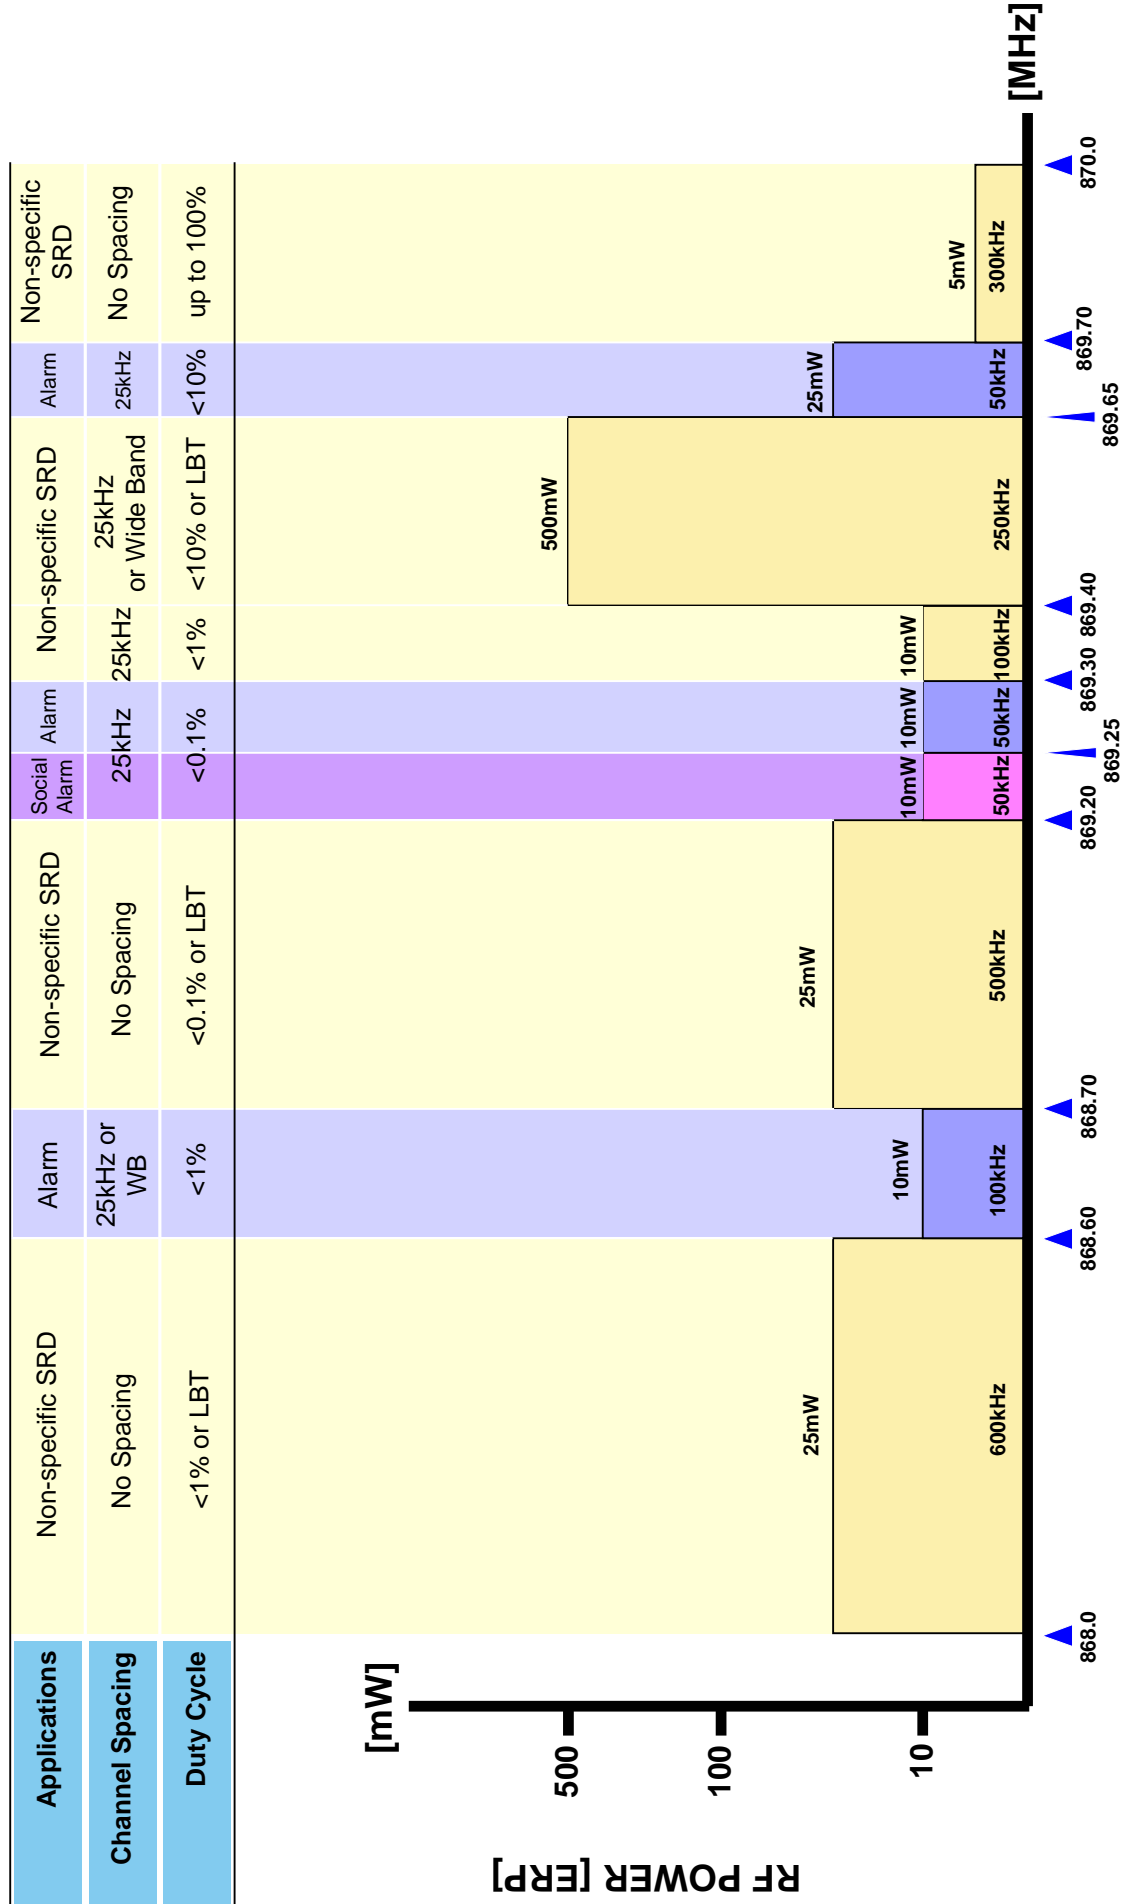 Applications
Non-specific SRD
Alarm
Non-specific SRD
Social
Alarm
Alarm
Non-specific SRD
Alarm
Non-specific
SRD
Channel Spacing
No Spacing
25kHz or
WB
No Spacing
25kHz
25kHz
25kHz
or Wide Band
25kHz
No Spacing
Duty Cycle
<1% or LBT
<1%
<0.1% or LBT
<0.1%
<1%
<10% or LBT
<10%
up to 100%
RF POWER [ERP]
[mW]
500
100
10
25mW
10mW
25mW
10mW
10mW
10mW
500mW
25mW
5mW
600kHz
100kHz
500kHz
50kHz
50kHz
100kHz
250kHz
50kHz
300kHz
[MHz]
868.0
868.60
868.70
869.20
869.25
869.30
869.40
869.65
869.70
870.0